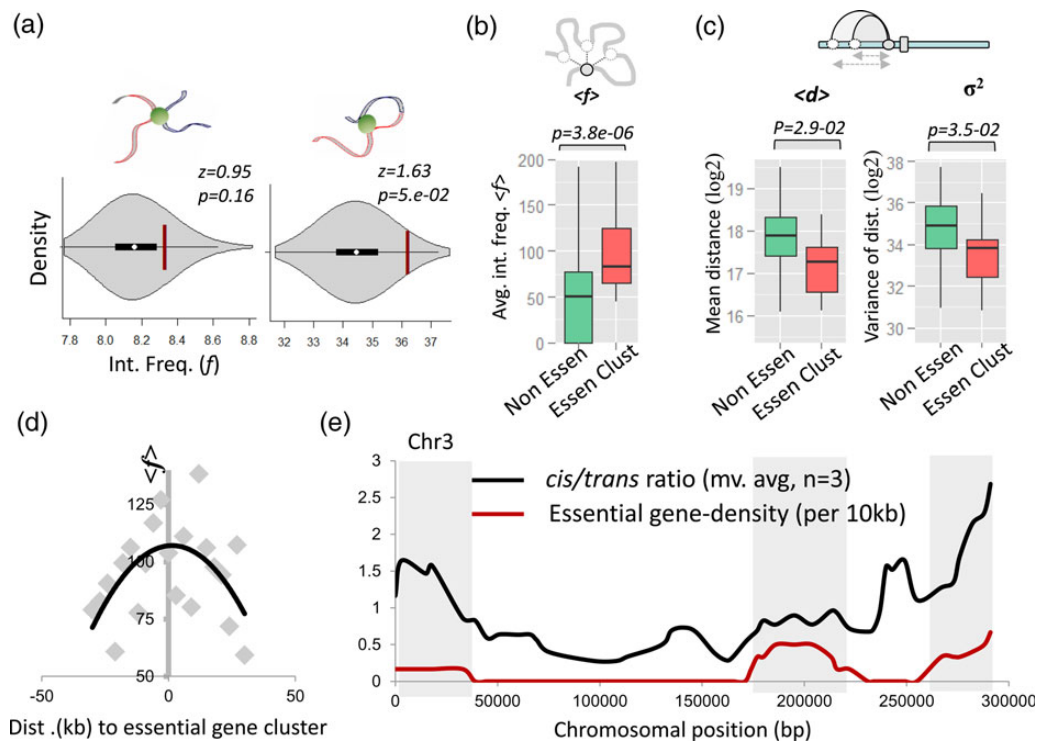 (a)
z=0.95
p=0.16
z=1.63
p=5.e-02
Density
7.8 8.0 8.2 8.4 8.6 8.8
32 33 34 35 36 37
Int. Freq. (f)
(b)
<f>
p=3.8e-06
Avg. int. freq. <f>
200
150
100
50
0
Non Essen
Essen Clust
(c)
<d>
P=2.9-02
Mean distance (log2)
19
18
17
16
Non Essen
Essen Clust
σ2
p=3.5-02
Variance of dist. (log2)
38
36
34
32
30
Non Essen
Essen Clust
(d)
<f>
125
100
75
50
-50 0 50
Dist .(kb) to essential gene cluster
(e)
Chr3
3
2.5
2
1.5
1
0.5
0
cis/trans ratio (mv. avg, n=3)
Essential gene-density (per 10kb)
0 50000 100000 150000 200000 250000 300000
Chromosomal position (bp)